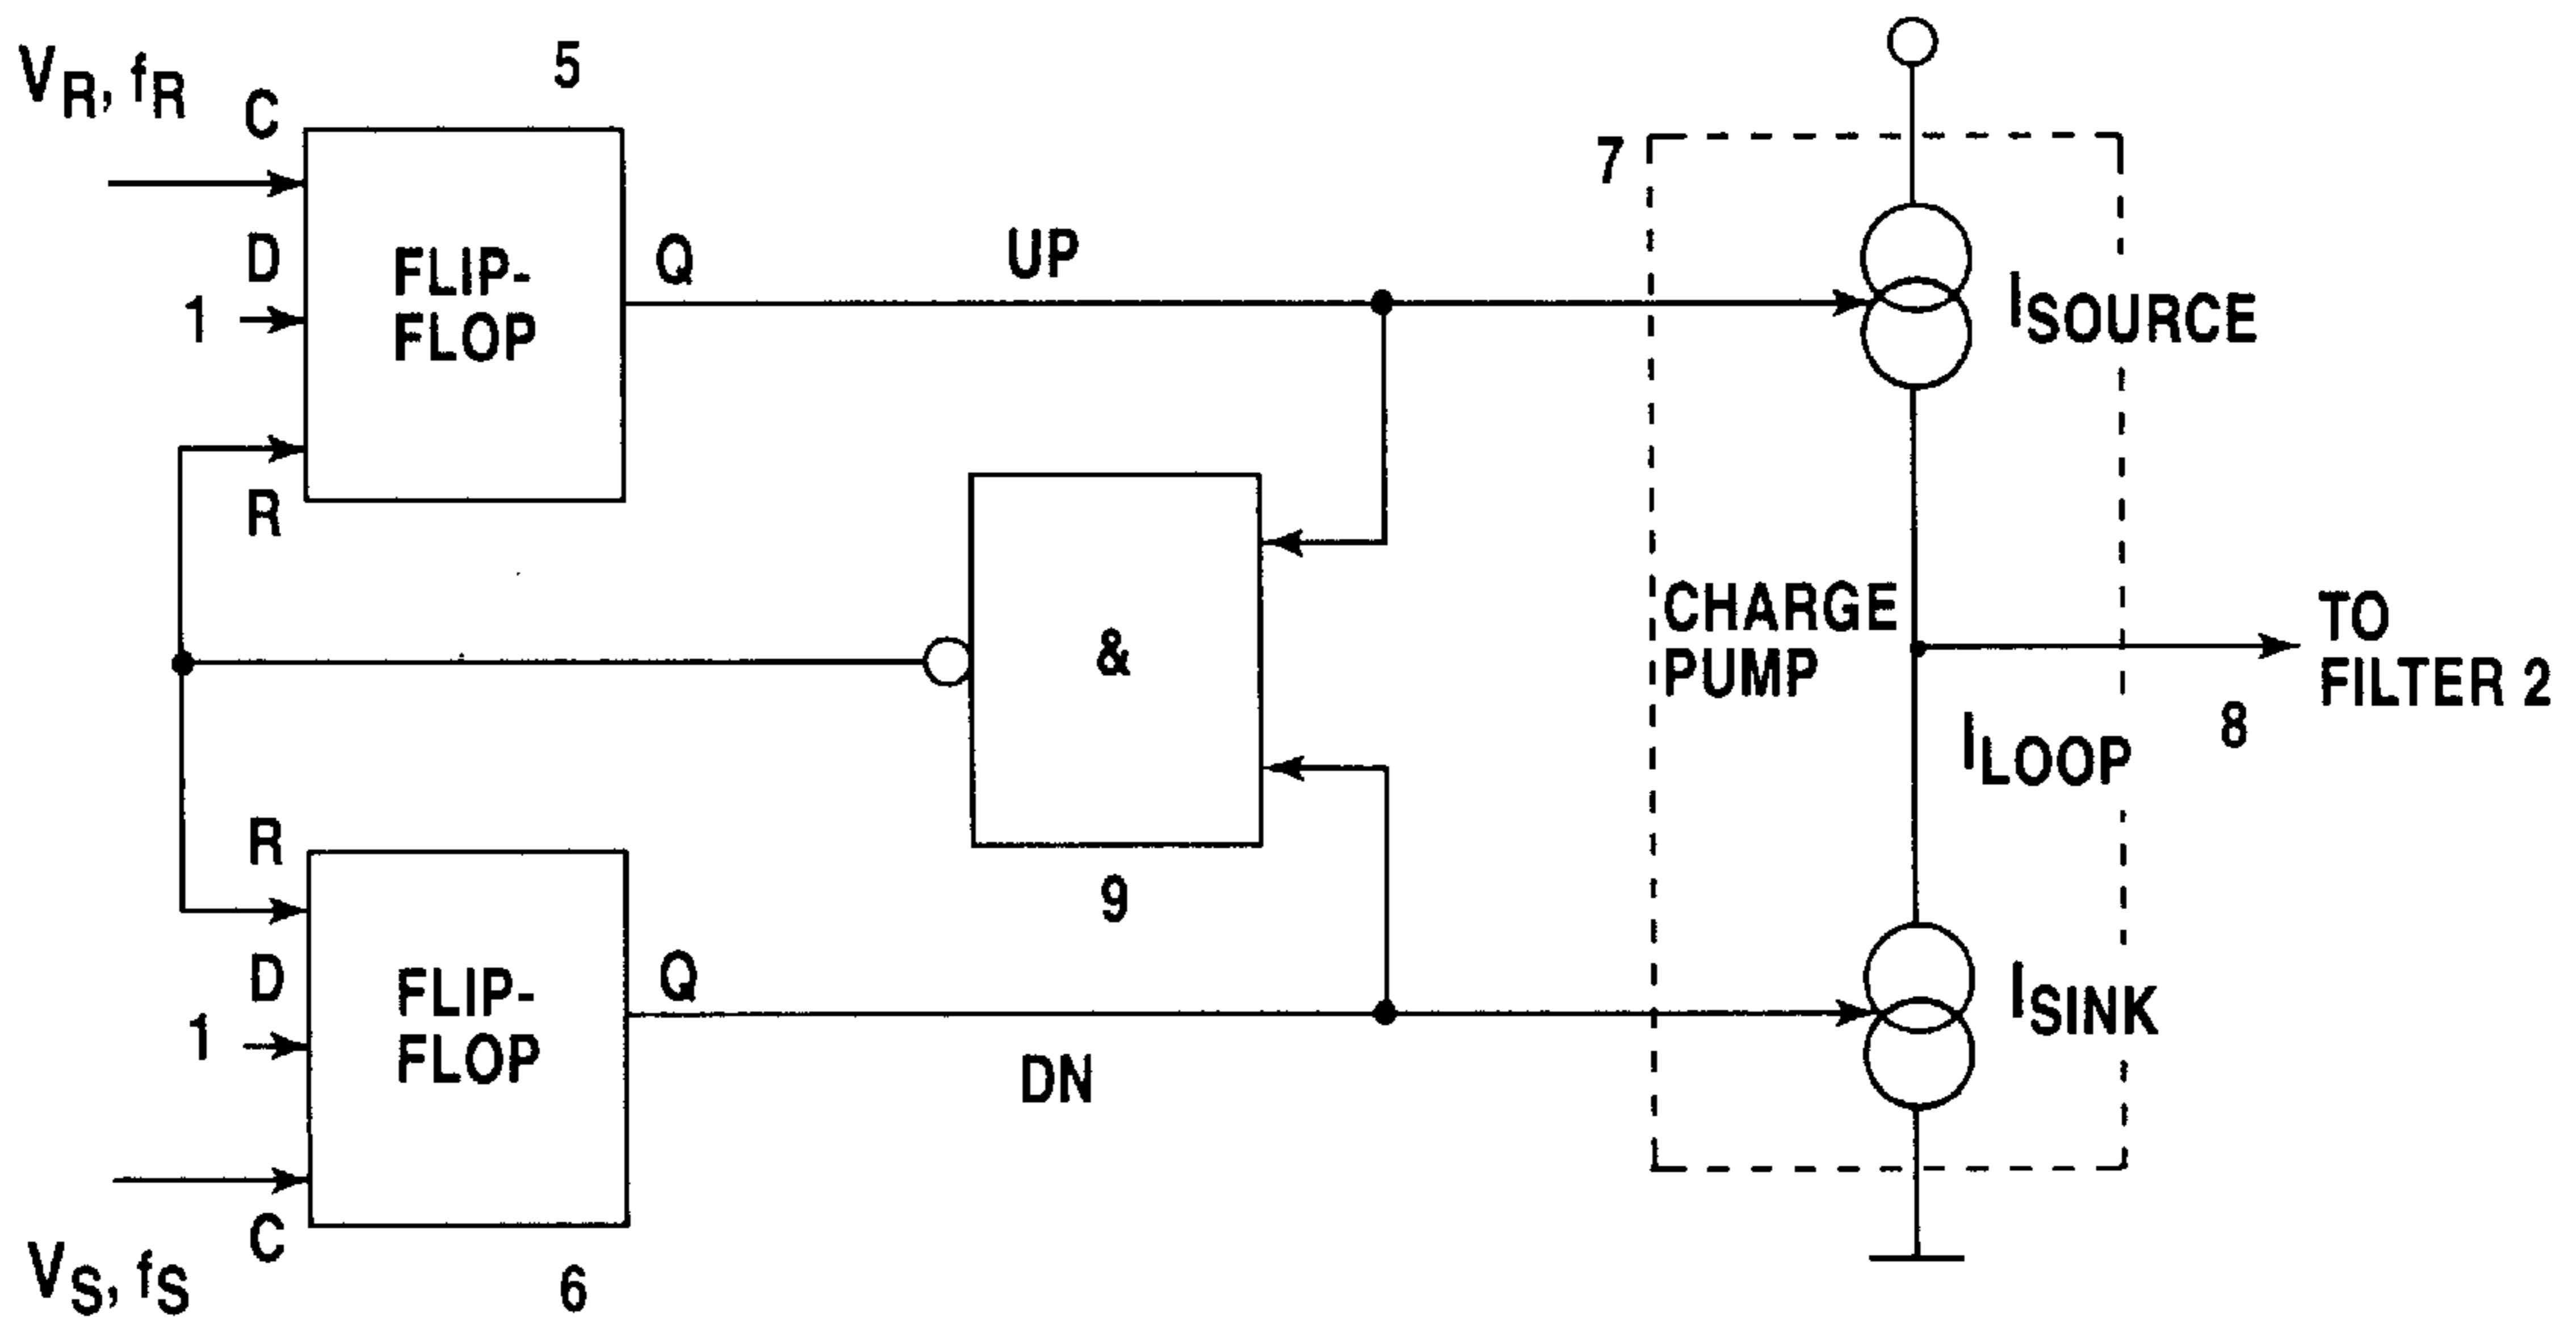 V_R, f_R
C
5
D
1
FLIP-
FLOP
R
Q
UP
7
I_SOURCE
&
9
CHARGE
PUMP
TO
FILTER 2
8
I_LOOP
R
D
1
FLIP-
FLOP
C
Q
DN
I_SINK
V_S, f_S
6